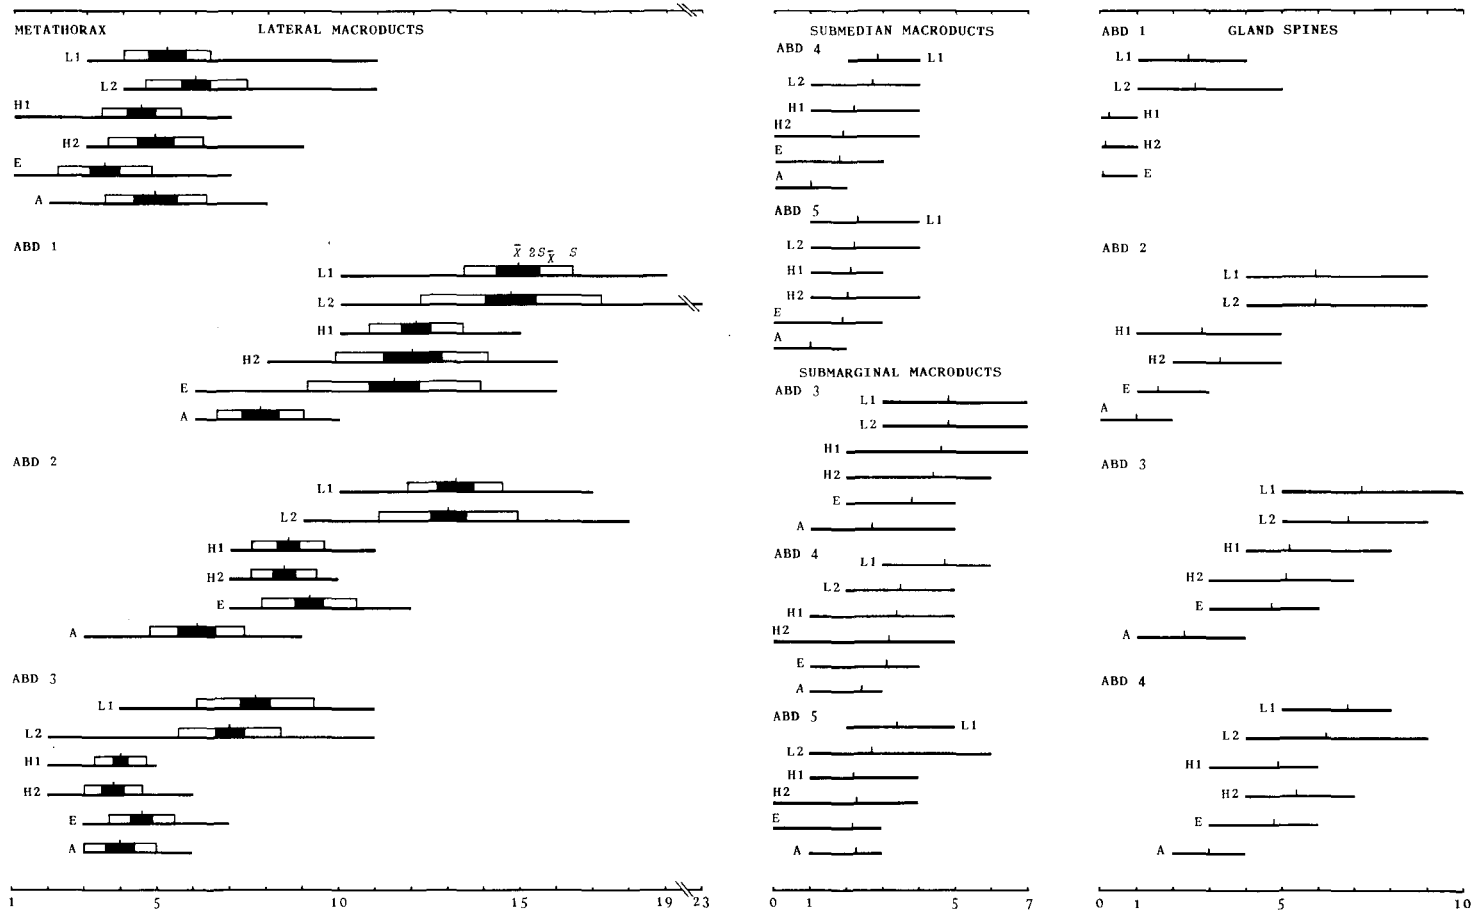 METATHORAX LATERAL MACRODUCTS
L1
L2
H1
H2
E
A
ABD 1
X̄ 2SX̄ S
L1
L2
H1
H2
E
A
ABD 2
L1
L2
H1
H2
E
A
ABD 3
L1
L2
H1
H2
E
A
1 5 10 15 19 23
SUBMEDIAN MACRODUCTS
ABD 4
L1
L2
H1
H2
E
A
ABD 5
L1
L2
H1
H2
E
A
SUBMARGINAL MACRODUCTS
ABD 3
L1
L2
H1
H2
E
A
ABD 4
L1
L2
H1
H2
E
A
ABD 5
L1
L2
H1
H2
E
A
0 1 5 7
ABD 1 GLAND SPINES
L1
L2
H1
H2
E
ABD 2
L1
L2
H1
H2
E
A
ABD 3
L1
L2
H1
H2
E
A
ABD 4
L1
L2
H1
H2
E
A
0 1 5 10